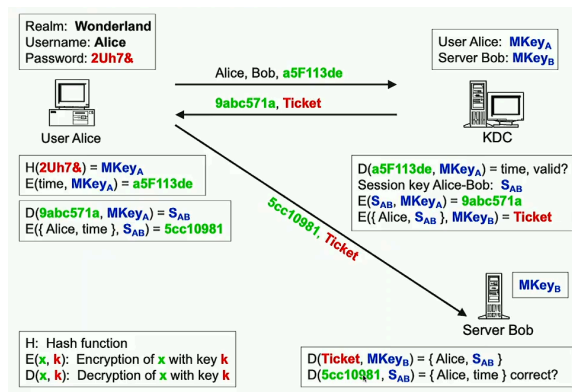 Realm: Wonderland
Username: Alice
Password: 2Uh7&
User Alice: MKeyA
Server Bob: MKeyB
Alice, Bob, a5F113de
9abc571a, Ticket
User Alice
KDC
H(2Uh7&) = MKeyA
E(time, MKeyA) = a5F113de
D(9abc571a, MKeyA) = SAB
E({ Alice, time }, SAB) = 5cc10981
D(a5F113de, MKeyA) = time, valid?
Session key Alice-Bob: SAB
E(SAB, MKeyA) = 9abc571a
E({ Alice, SAB }, MKeyB) = Ticket
5cc10981, Ticket
MKeyB
Server Bob
H: Hash function
E(x, k): Encryption of x with key k
D(x, k): Decryption of x with key k
D(Ticket, MKeyB) = { Alice, SAB }
D(5cc10981, SAB) = { Alice, time } correct?